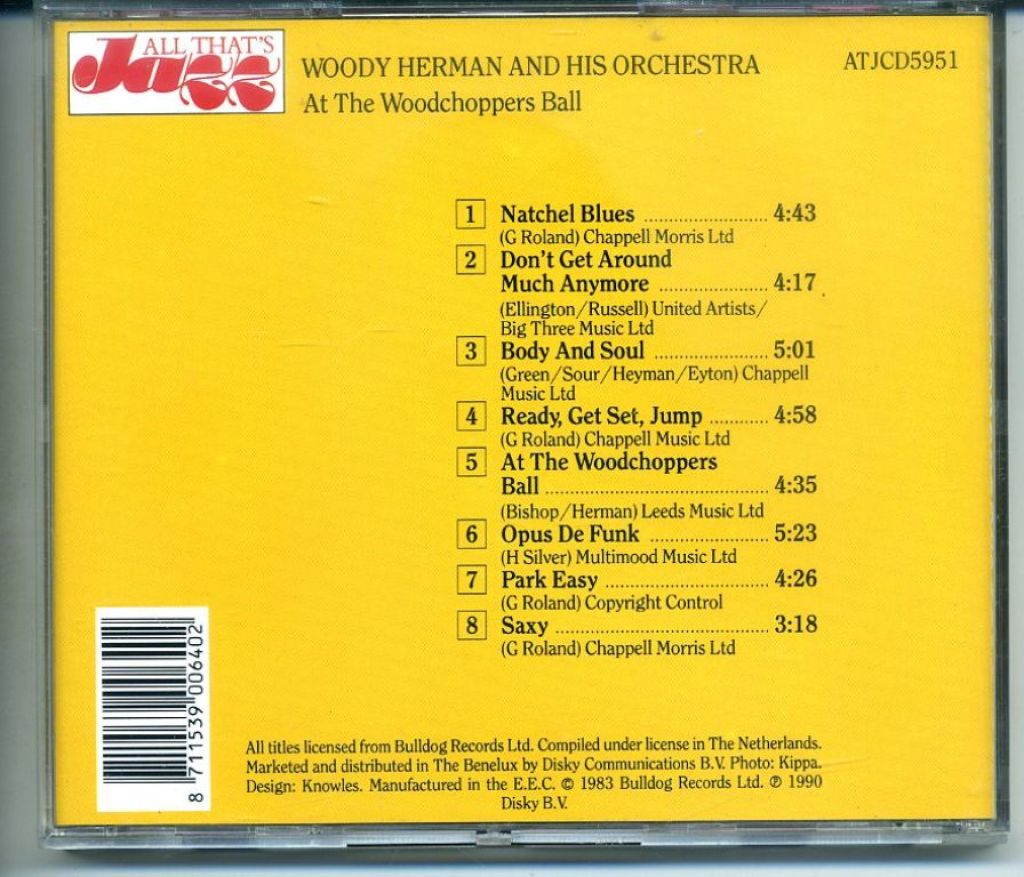 ALL THAT'S
Jazz
WOODY HERMAN AND HIS ORCHESTRA
At The Woodchoppers Ball
ATJCD5951
1 Natchel Blues ........................ 4:43
(G Roland) Chappell Morris Ltd
2 Don't Get Around
Much Anymore ..................... 4:17
(Ellington/Russell) United Artists/
Big Three Music Ltd
3 Body And Soul ...................... 5:01
(Green/Sour/Heyman/Eyton) Chappell
Music Ltd
4 Ready, Get Set, Jump ............ 4:58
(G Roland) Chappell Music Ltd
5 At The Woodchoppers
Ball ........................................... 4:35
(Bishop/Herman) Leeds Music Ltd
6 Opus De Funk ....................... 5:23
(H Silver) Multimood Music Ltd
7 Park Easy ................................ 4:26
(G Roland) Copyright Control
8 Saxy .......................................... 3:18
(G Roland) Chappell Morris Ltd
8 711539 006402
All titles licensed from Bulldog Records Ltd. Compiled under license in The Netherlands.
Marketed and distributed in The Benelux by Disky Communications B.V. Photo: Kippa.
Design: Knowles. Manufactured in the E.E.C. © 1983 Bulldog Records Ltd. ℗ 1990
Disky B.V.